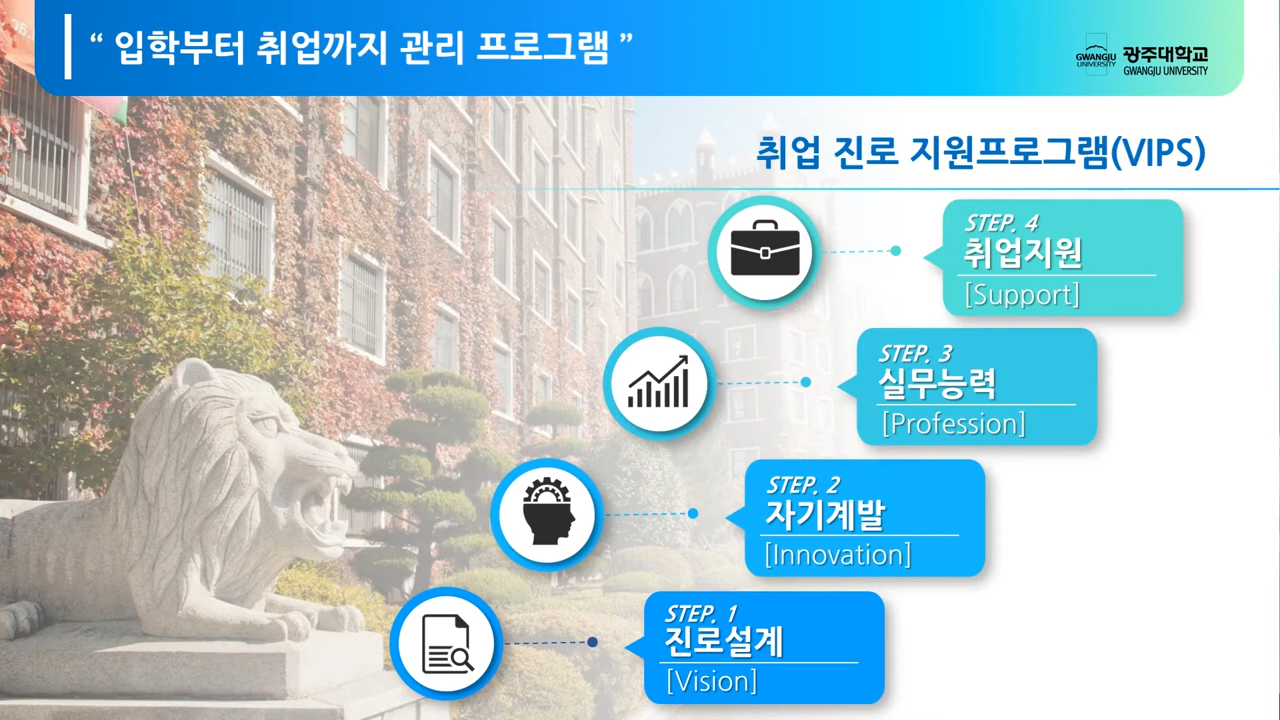 “ 입학부터 취업까지 관리 프로그램 ”
GWANGJU
UNIVERSITY
광주대학교
GWANGJU UNIVERSITY
취업 진로 지원프로그램(VIPS)
STEP. 4
취업지원
[Support]
STEP. 3
실무능력
[Profession]
STEP. 2
자기계발
[Innovation]
STEP. 1
진로설계
[Vision]